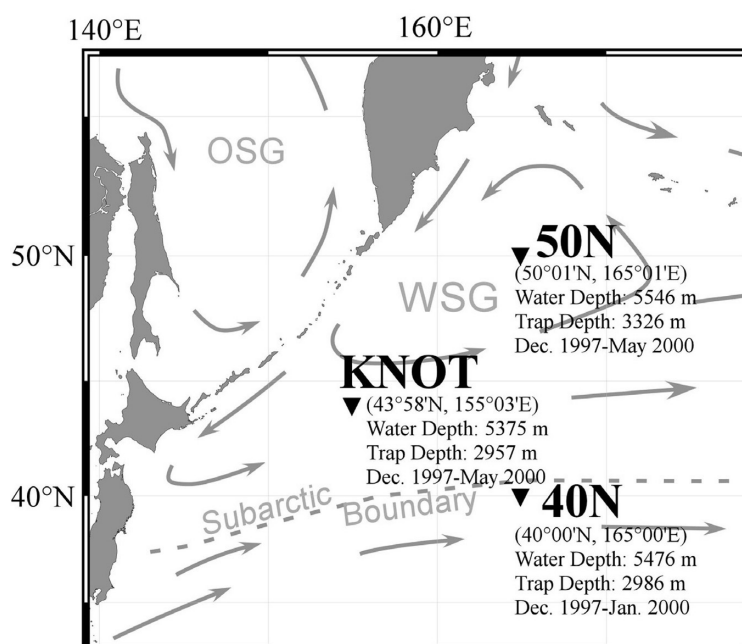 140°E
160°E
OSG
50°N
50N
(50°01'N, 165°01'E)
Water Depth: 5546 m
Trap Depth: 3326 m
Dec. 1997-May 2000
WSG
KNOT
(43°58'N, 155°03'E)
Water Depth: 5375 m
Trap Depth: 2957 m
Dec. 1997-May 2000
40°N
Subarctic Boundary
40N
(40°00'N, 165°00'E)
Water Depth: 5476 m
Trap Depth: 2986 m
Dec. 1997-Jan. 2000